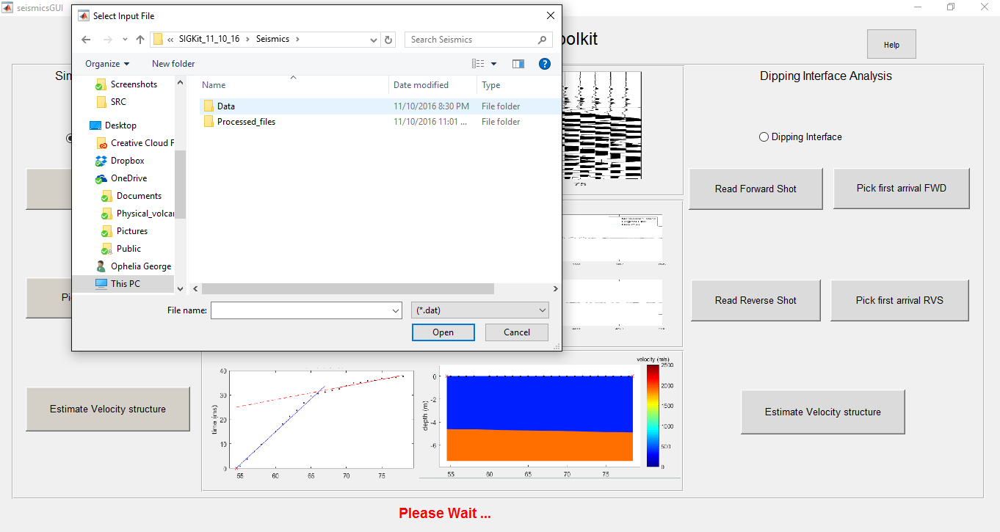 seismicsGUI
Select Input File
« SIGKit_11_10_16 > Seismics >
Search Seismics
Organize
New folder
Screenshots
SRC
Desktop
Creative Cloud F
Dropbox
OneDrive
Documents
Physical_volcar
Pictures
Public
Ophelia George
This PC
Name Date modified Type
Data 11/10/2016 8:30 PM File folder
Processed_files 11/10/2016 11:01 ... File folder
File name:
(*.dat)
Open
Cancel
oolkit
Help
Sin
Pi
Estimate Velocity structure
75
Dipping Interface Analysis
Dipping Interface
Read Forward Shot
Pick first arrival FWD
Read Reverse Shot
Pick first arrival RVS
Estimate Velocity structure
time (ms)
40
30
20
10
0
55 60 65 70 75
depth (m)
0
-2
-4
-6
55 60 65 70 75
velocity (m/s)
2500
2000
1500
1000
500
0
Please Wait ...